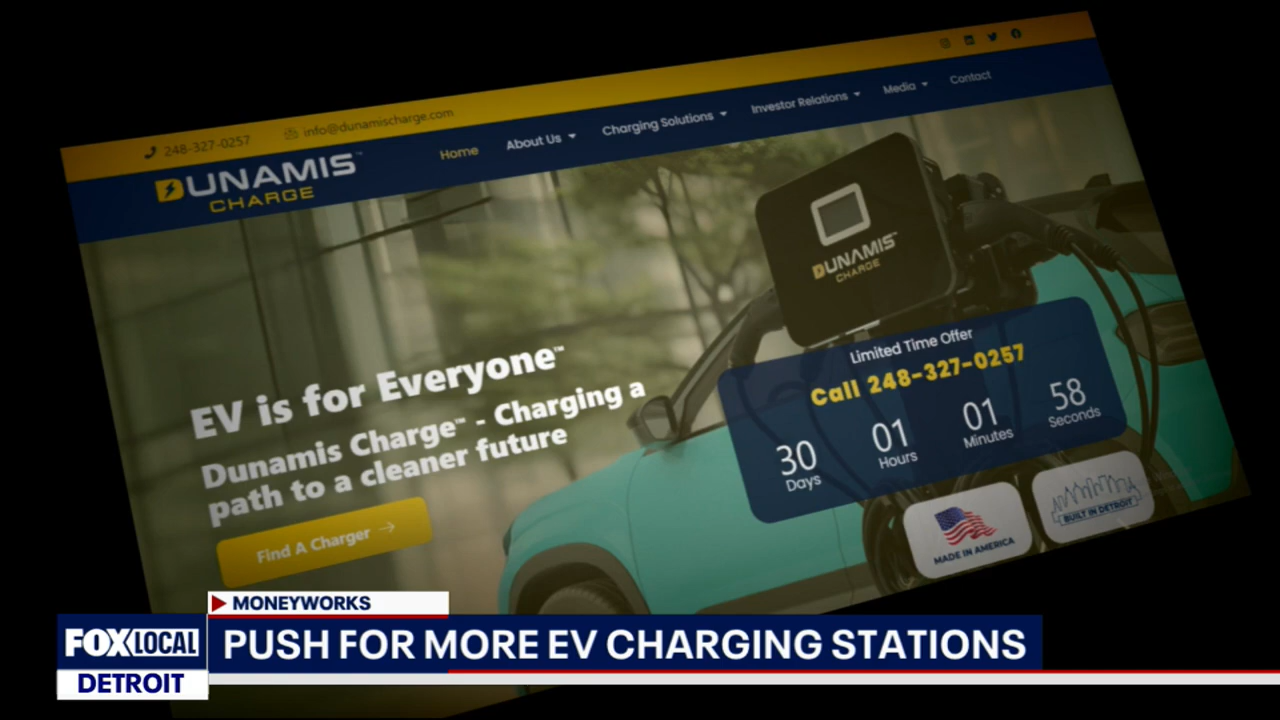 248-327-0257
info@dunamischarge.com
DUNAMIS™
CHARGE
Home
About Us
Charging Solutions
Investor Relations
Media
Contact
DUNAMIS
CHARGE
EV is for Everyone™
Dunamis Charge™ - Charging a
path to a cleaner future
Find A Charger →
Limited Time Offer
Call 248-327-0257
30 01 01 58
Days Hours Minutes Seconds
MADE IN AMERICA
BUILT IN DETROIT
MONEYWORKS
FOX LOCAL
DETROIT
PUSH FOR MORE EV CHARGING STATIONS